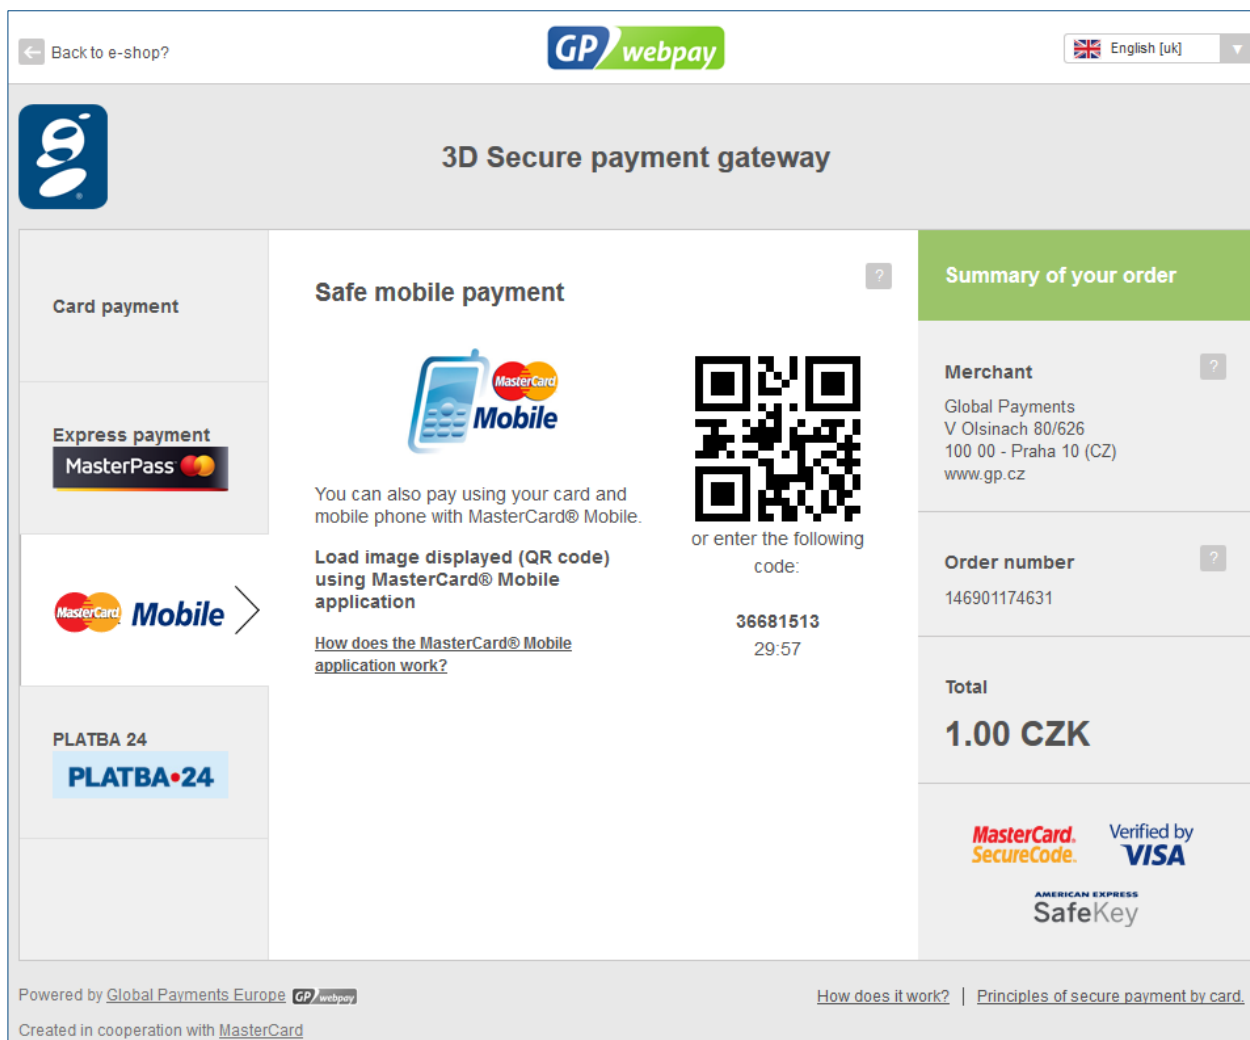 Back to e-shop?
GP webpay
English [uk]
3D Secure payment gateway
Card payment
Express payment
MasterPass
MasterCard Mobile
PLATBA 24
PLATBA•24
Safe mobile payment
?
MasterCard
Mobile
You can also pay using your card and
mobile phone with MasterCard® Mobile.
Load image displayed (QR code)
using MasterCard® Mobile
application
How does the MasterCard® Mobile
application work?
or enter the following
code:
36681513
29:57
Summary of your order
Merchant
?
Global Payments
V Olsinach 80/626
100 00 - Praha 10 (CZ)
www.gp.cz
Order number
?
146901174631
Total
1.00 CZK
MasterCard.
SecureCode.
Verified by
VISA
AMERICAN EXPRESS
SafeKey
Powered by Global Payments Europe GP webpay
How does it work? | Principles of secure payment by card.
Created in cooperation with MasterCard